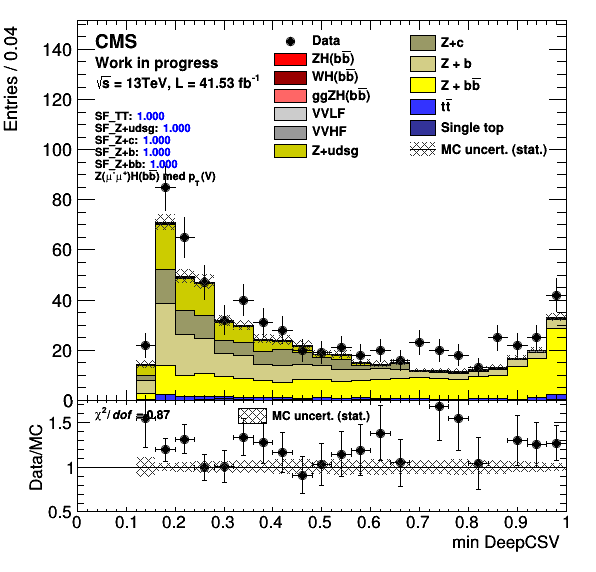 CMS
Work in progress
√s = 13TeV, L = 41.53 fb⁻¹
SF_TT: 1.000
SF_Z+udsg: 1.000
SF_Z+c: 1.000
SF_Z+b: 1.000
SF_Z+bb: 1.000
Z(μ⁻μ⁺)H(bb̅) med p_T(V)
Data
ZH(bb̅)
WH(bb̅)
ggZH(bb̅)
VVLF
VVHF
Z+udsg
Z+c
Z + b
Z + bb̅
tt̅
Single top
MC uncert. (stat.)
Entries / 0.04
140
120
100
80
60
40
20
0
χ²/dof = 0.87
MC uncert. (stat.)
Data/MC
1.5
1
0.5
0 0.1 0.2 0.3 0.4 0.5 0.6 0.7 0.8 0.9 1
min DeepCSV